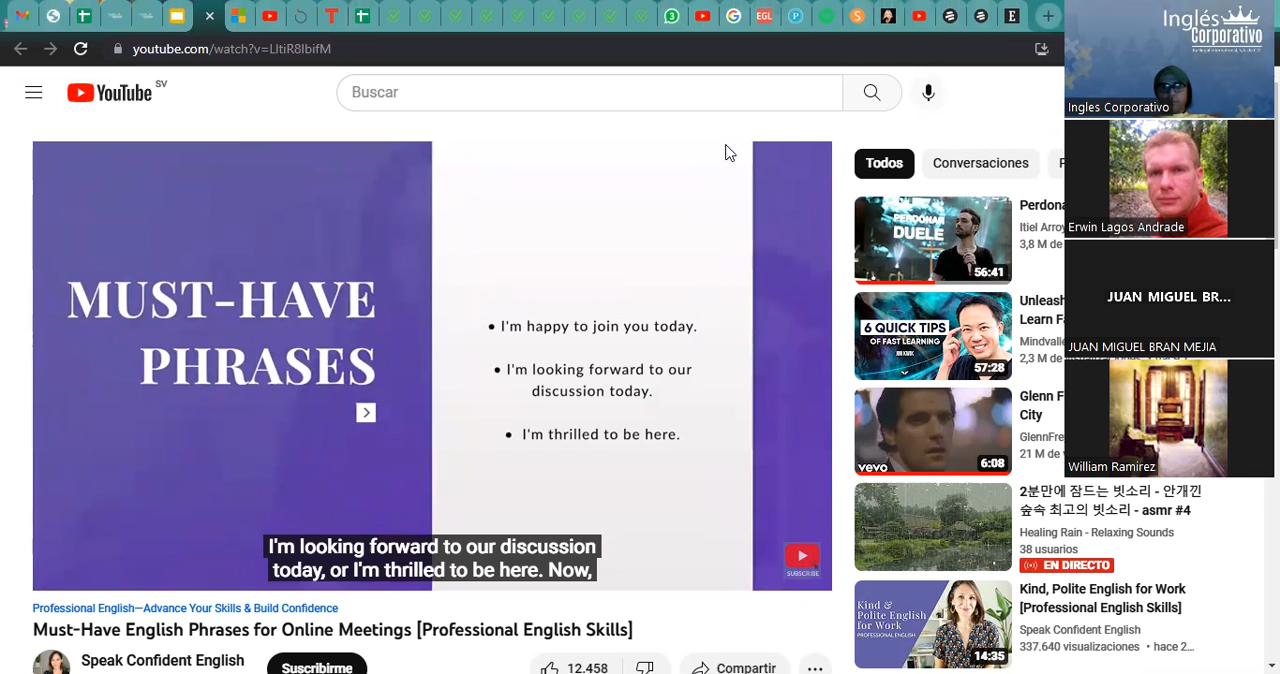 youtube.com/watch?v=LItiR8IbifM
YouTube SV
Buscar
MUST-HAVE
PHRASES
• I'm happy to join you today.
• I'm looking forward to our
discussion today.
• I'm thrilled to be here.
I'm looking forward to our discussion
today, or I'm thrilled to be here. Now,
SUBSCRIBE
Professional English—Advance Your Skills & Build Confidence
Must-Have English Phrases for Online Meetings [Professional English Skills]
Speak Confident English
Suscribirme
12.458
Compartir
Todos
Conversaciones
PERDONAR
DUELE
56:41
Perdona
Itiel Arroy
3,8 M de
6 QUICK TIPS
OF FAST LEARNING
JIM KWIK
57:28
Unleash
Learn Fa
Mindvalle
2,3 M de
vevo
6:08
Glenn F
City
GlennFre
21 M de
2분만에 잠드는 빗소리 - 안개낀
숲속 최고의 빗소리 - asmr #4
Healing Rain - Relaxing Sounds
38 usuarios
EN DIRECTO
Kind &
Polite English
for Work
PROFESSIONAL ENGLISH
14:35
Kind, Polite English for Work
[Professional English Skills]
Speak Confident English
337.640 visualizaciones • hace 2...
Inglés
Corporativo
Ingles Corporativo
Erwin Lagos Andrade
JUAN MIGUEL BR...
JUAN MIGUEL BRAN MEJIA
William Ramirez